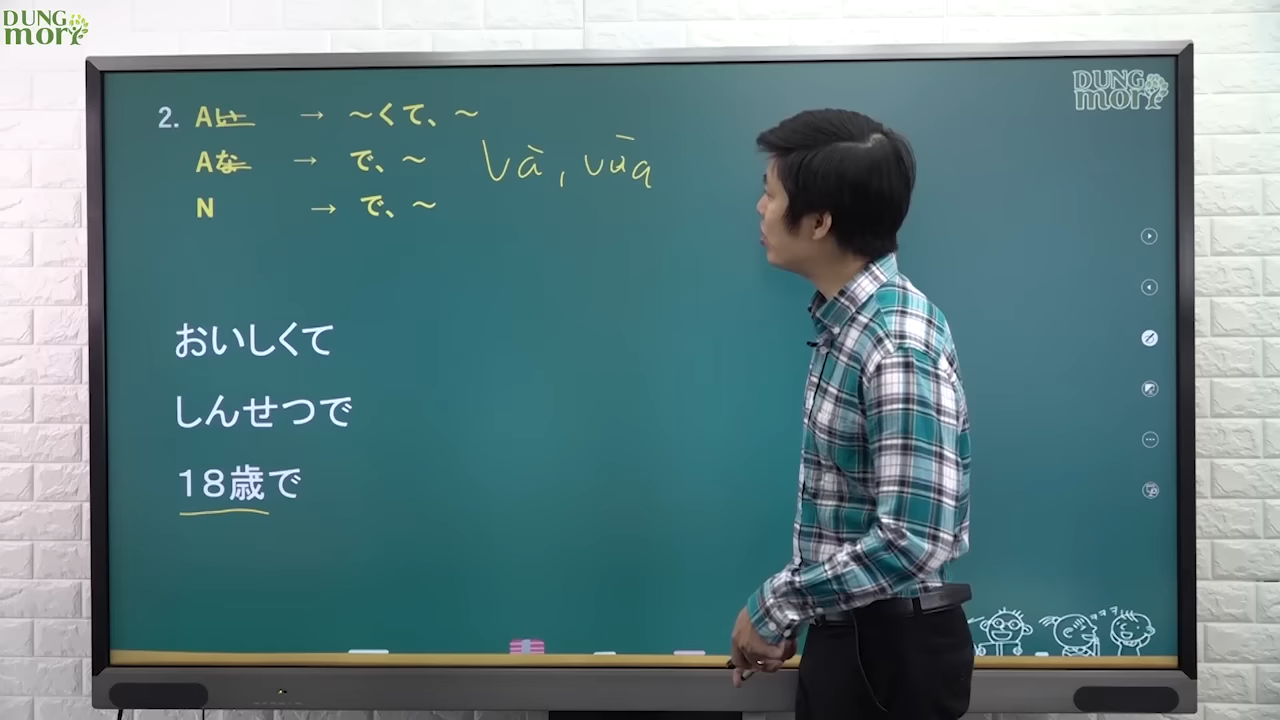 DUNG
mori
DUNG
mori
2. Aい → ~くて、~
Aな → で、~
N → で、~
Và, vừa
おいしくて
しんせつで
18歳で